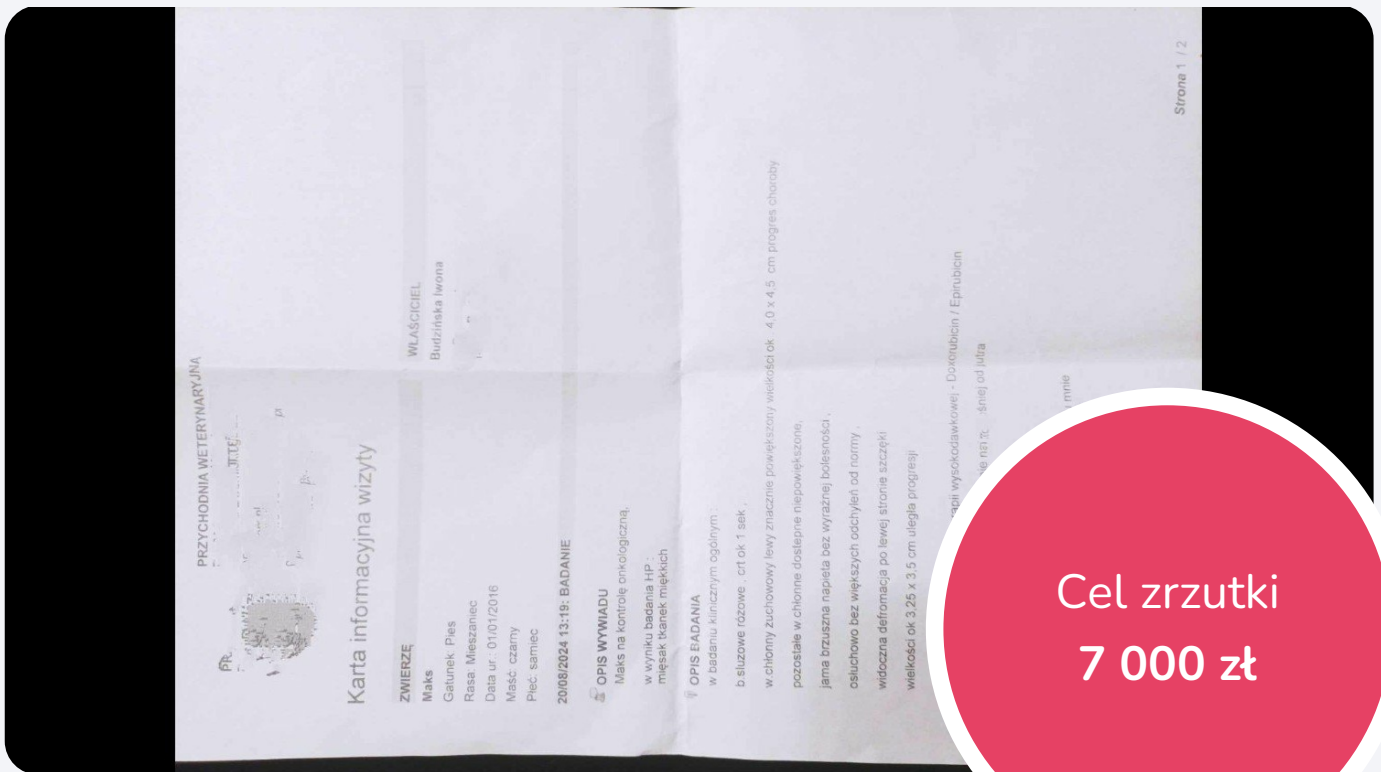 PRZYCHODNIA WETERYNARYJNA
Karta informacyjna wizyty
ZWIERZĘ
Maks
Gatunek: Pies
Rasa: Mieszaniec
Data ur.: 01/01/2016
Maść: czarny
Płeć: samiec
WŁAŚCICIEL
Budzińska Iwona
20/08/2024 13:19: BADANIE
OPIS WYWIADU
Maks na kontrolę onkologiczną,
w wyniku badania HP :
mięsak tkanek miękkich
OPIS BADANIA
w badaniu klinicznym ogólnym :
b.sluzowe różowe , crt ok 1 sek ,
w.chłonny zuchowowy lewy znacznie powiększony wielkości ok 4,0 x 4,5 cm progres choroby
pozostałe w chłonne dostepne niepowiększone,
jama brzuszna napieta bez wyraźnej bolesności ,
osłuchowo bez większych odchyleń od normy ,
widoczna defromacja po lewej stronie szczęki
wielkości ok 3,25 x 3,5 cm uległa progresji
wysokodawkowej - Doxorubicin / Epirubicin
od jutra
mnie
Strona 1 / 2
Cel zrzutki
7 000 zł